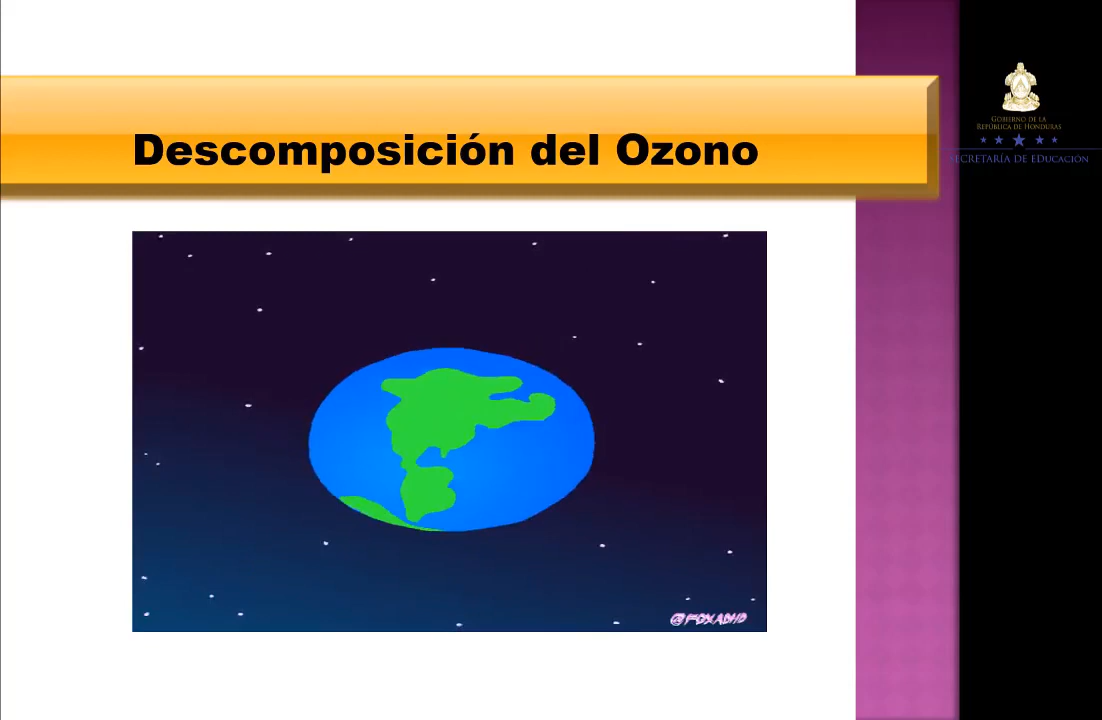 Descomposición del Ozono
GOBIERNO DE LA
REPÚBLICA DE HONDURAS
SECRETARÍA DE EDUCACIÓN
@FOXADHD